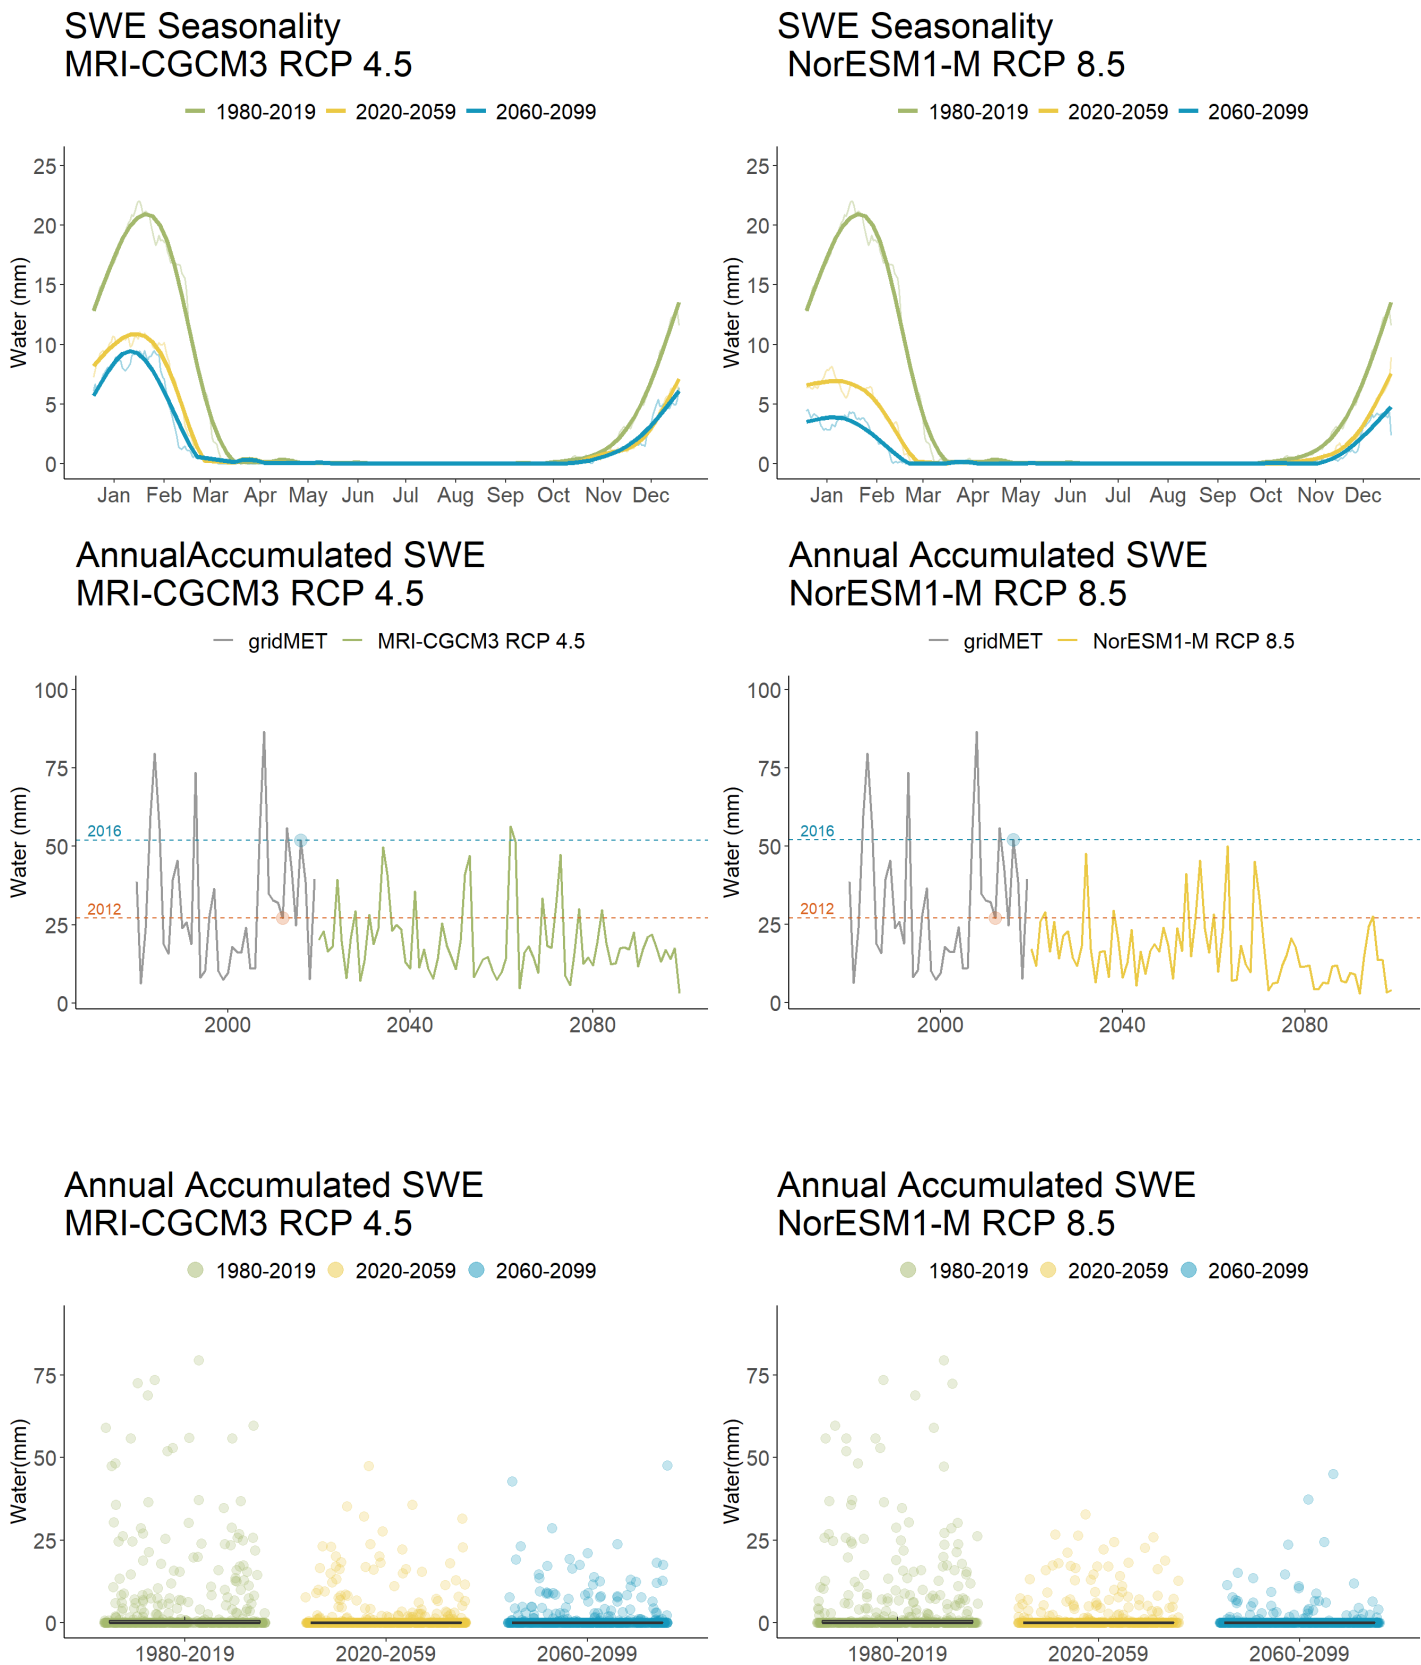 SWE Seasonality
MRI-CGCM3 RCP 4.5
1980-2019 2020-2059 2060-2099
Water (mm)
25
20
15
10
5
0
Jan Feb Mar Apr May Jun Jul Aug Sep Oct Nov Dec
SWE Seasonality
NorESM1-M RCP 8.5
1980-2019 2020-2059 2060-2099
Water (mm)
25
20
15
10
5
0
Jan Feb Mar Apr May Jun Jul Aug Sep Oct Nov Dec
AnnualAccumulated SWE
MRI-CGCM3 RCP 4.5
gridMET MRI-CGCM3 RCP 4.5
Water (mm)
100
75
50
25
0
2016
2012
2000 2040 2080
Annual Accumulated SWE
NorESM1-M RCP 8.5
gridMET NorESM1-M RCP 8.5
Water (mm)
100
75
50
25
0
2016
2012
2000 2040 2080
Annual Accumulated SWE
MRI-CGCM3 RCP 4.5
1980-2019 2020-2059 2060-2099
Water(mm)
75
50
25
0
1980-2019 2020-2059 2060-2099
Annual Accumulated SWE
NorESM1-M RCP 8.5
1980-2019 2020-2059 2060-2099
Water(mm)
75
50
25
0
1980-2019 2020-2059 2060-2099